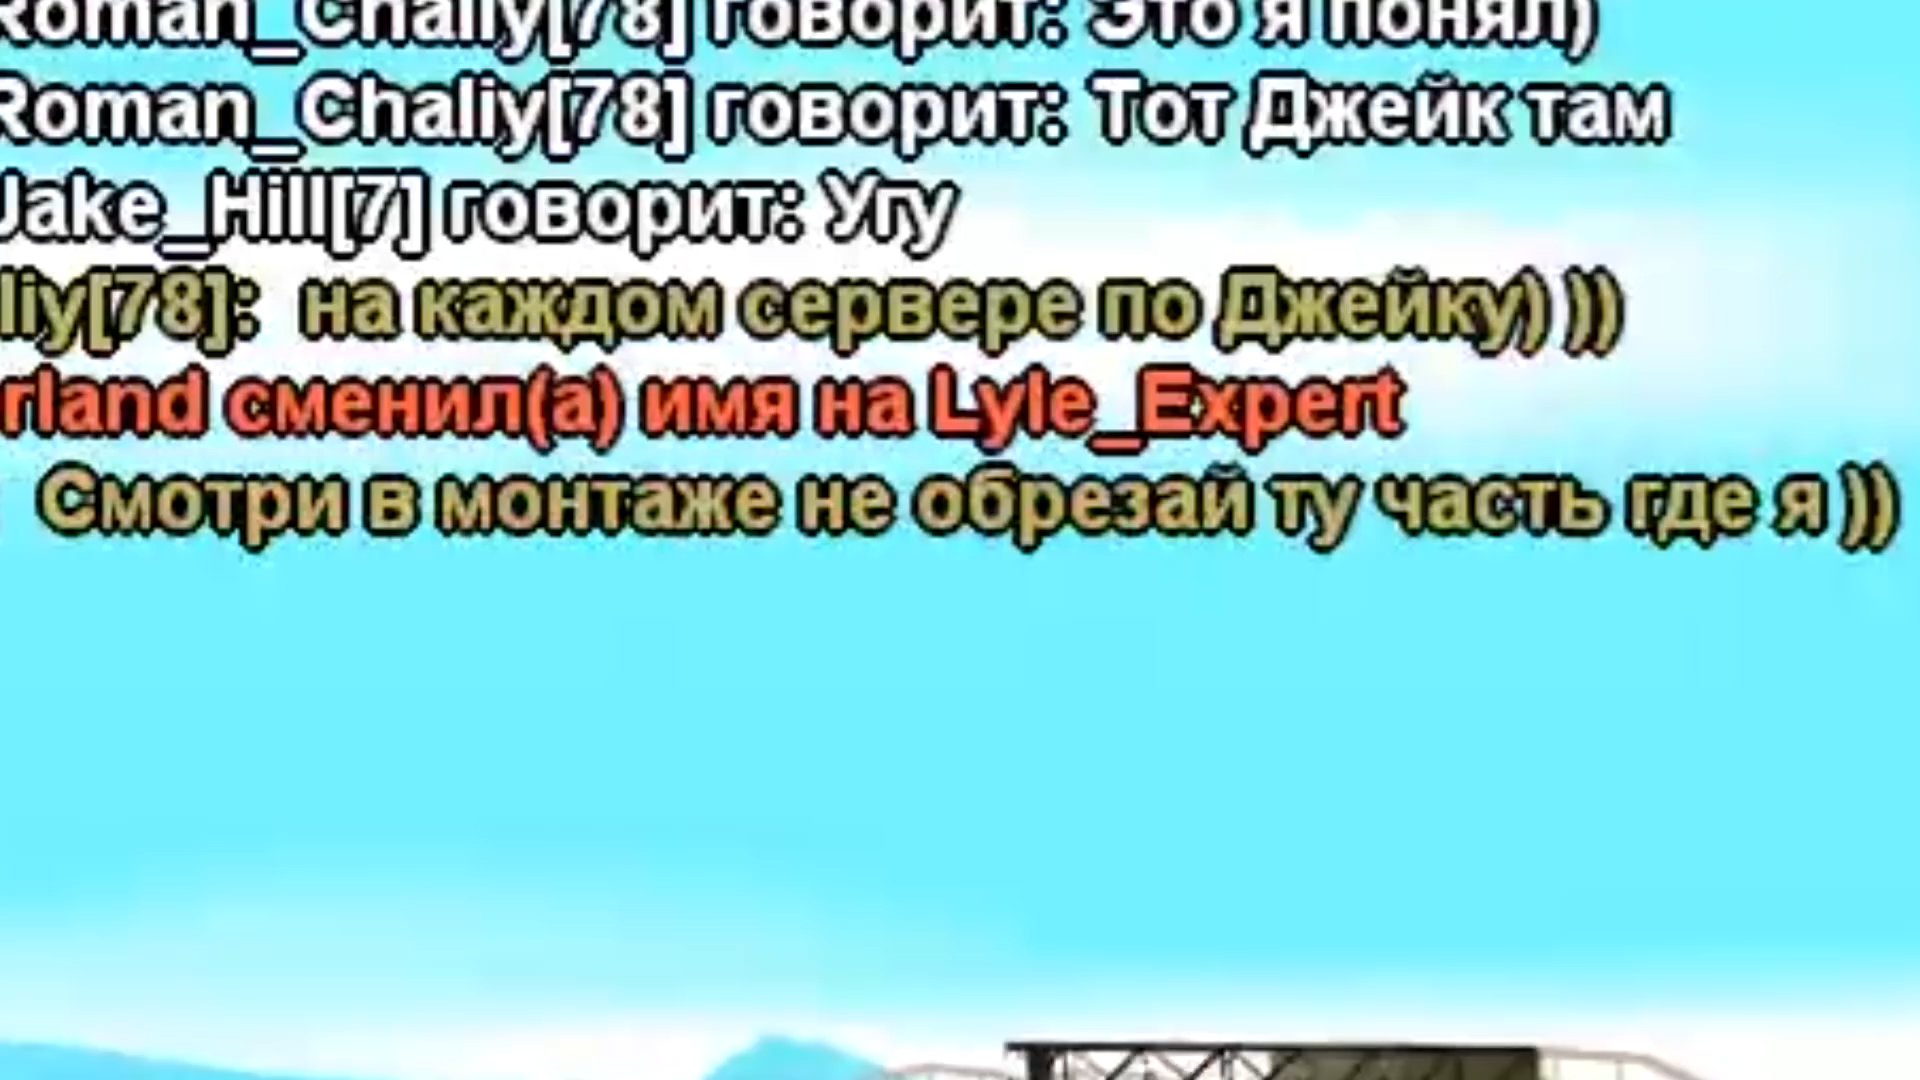 Roman_Chaliy[78] говорит: Это я понял)
Roman_Chaliy[78] говорит: Тот Джейк там
Jake_Hill[7] говорит: Угу
liy[78]: на каждом сервере по Джейку) ))
rland сменил(а) имя на Lyle_Expert
Смотри в монтаже не обрезай ту часть где я ))